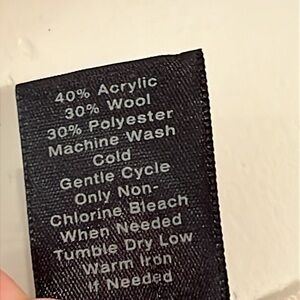 40% Acrylic
30% Wool
30% Polyester
Machine Wash
Cold
Gentle Cycle
Only Non-
Chlorine Bleach
When Needed
Tumble Dry Low
Warm Iron
If Needed